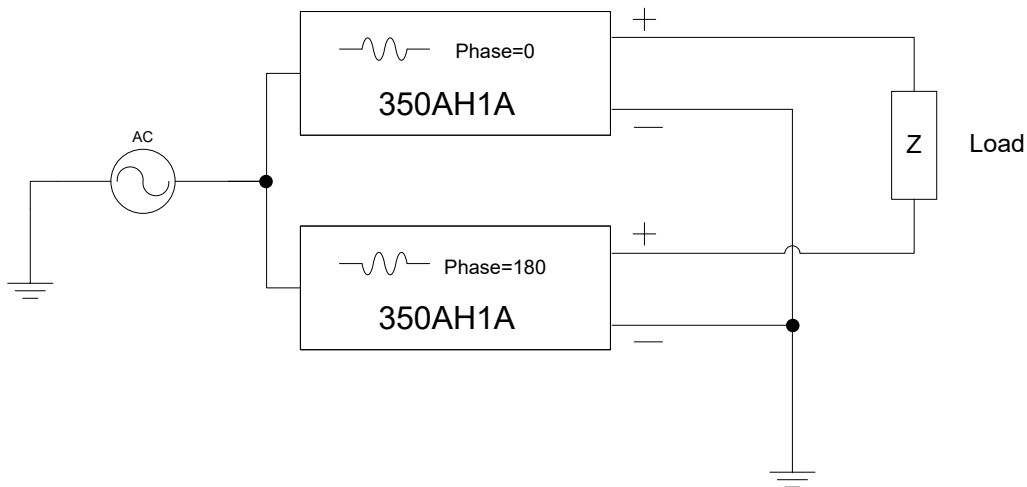 +
Phase=0
350AH1A
—
AC
Z
Load
+
Phase=180
350AH1A
—